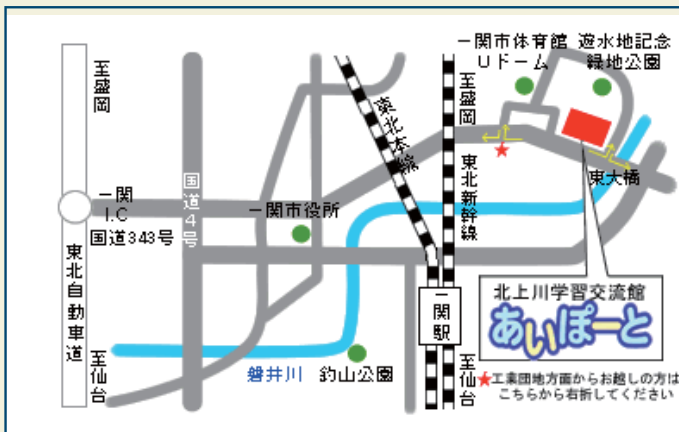 一関市体育館
Uドーム
遊水地記念
緑地公園
至盛岡
至盛岡
東北本線
東北新幹線
東大橋
一関
I.C
国道4号
国道343号
一関市役所
東北自動車道
北上川学習交流館
あいぽーと
一関駅
至仙台
磐井川
釣山公園
至仙台
★工業団地方面からお越しの方は
こちらから右折してください